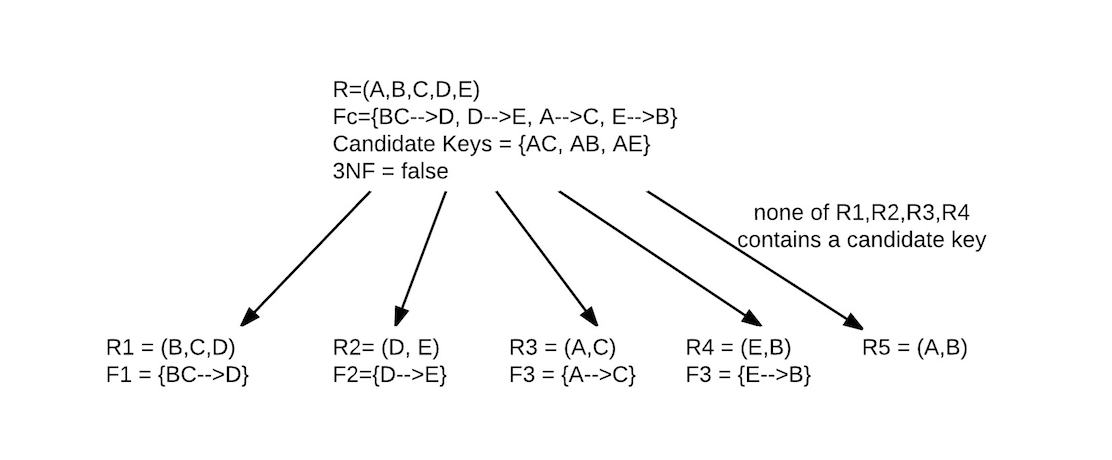 R=(A,B,C,D,E)
Fc={BC-->D, D-->E, A-->C, E-->B}
Candidate Keys = {AC, AB, AE}
3NF = false
none of R1,R2,R3,R4
contains a candidate key
R1 = (B,C,D)
F1 = {BC-->D}
R2= (D, E)
F2={D-->E}
R3 = (A,C)
F3 = {A-->C}
R4 = (E,B)
F3 = {E-->B}
R5 = (A,B)